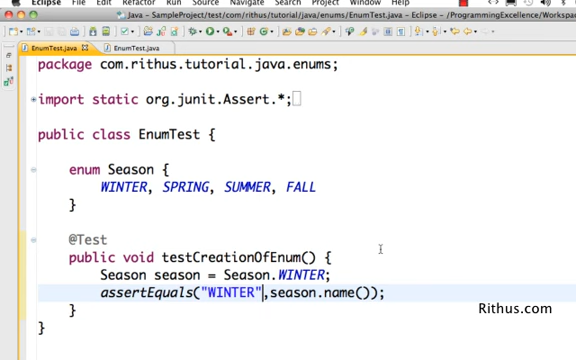 Eclipse File Edit Source Refactor Navigate Search Project Run Window Help
Java - SampleProject/test/com/rithus/tutorial/java/enums/EnumTest.java - Eclipse - /ProgrammingExcellence/Workspa
EnumTest.java EnumTest.java
package com.rithus.tutorial.java.enums;
import static org.junit.Assert.*;
public class EnumTest {
enum Season {
WINTER, SPRING, SUMMER, FALL
}
@Test
public void testCreationOfEnum() {
Season season = Season.WINTER;
assertEquals("WINTER",season.name());
}
}
Rithus.com